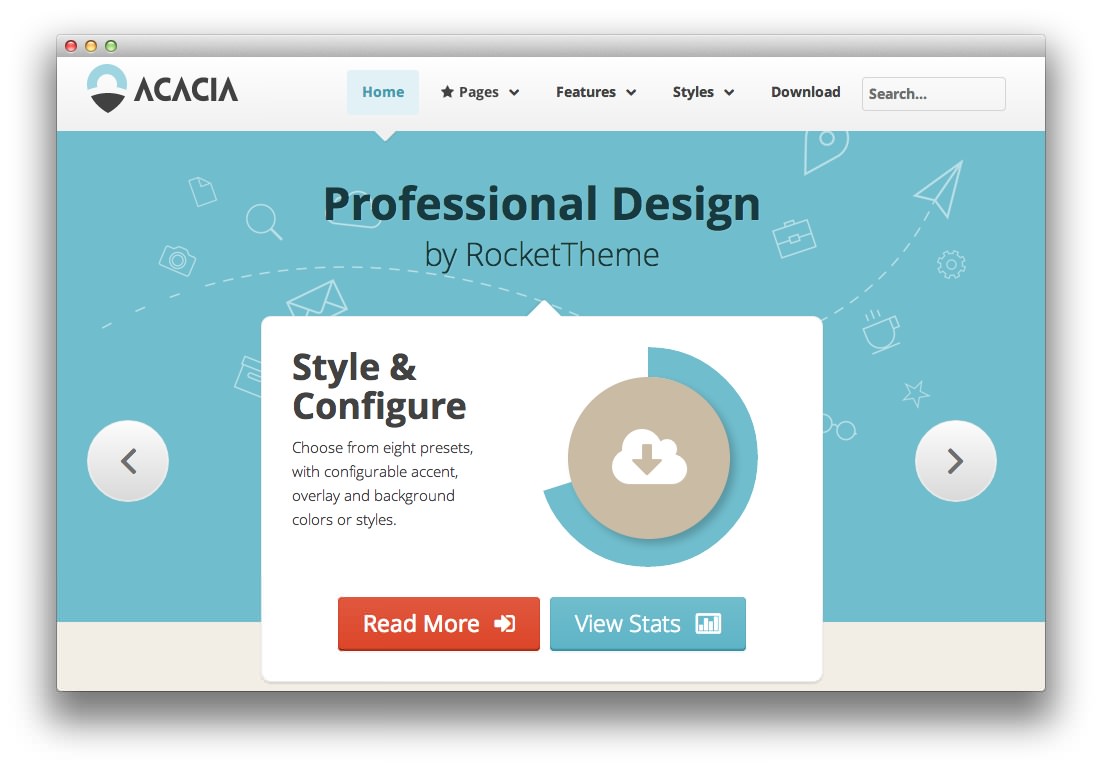 ACACIA
Home Pages Features Styles Download Search...
Professional Design
by RocketTheme
Style &
Configure
Choose from eight presets,
with configurable accent,
overlay and background
colors or styles.
Read More View Stats